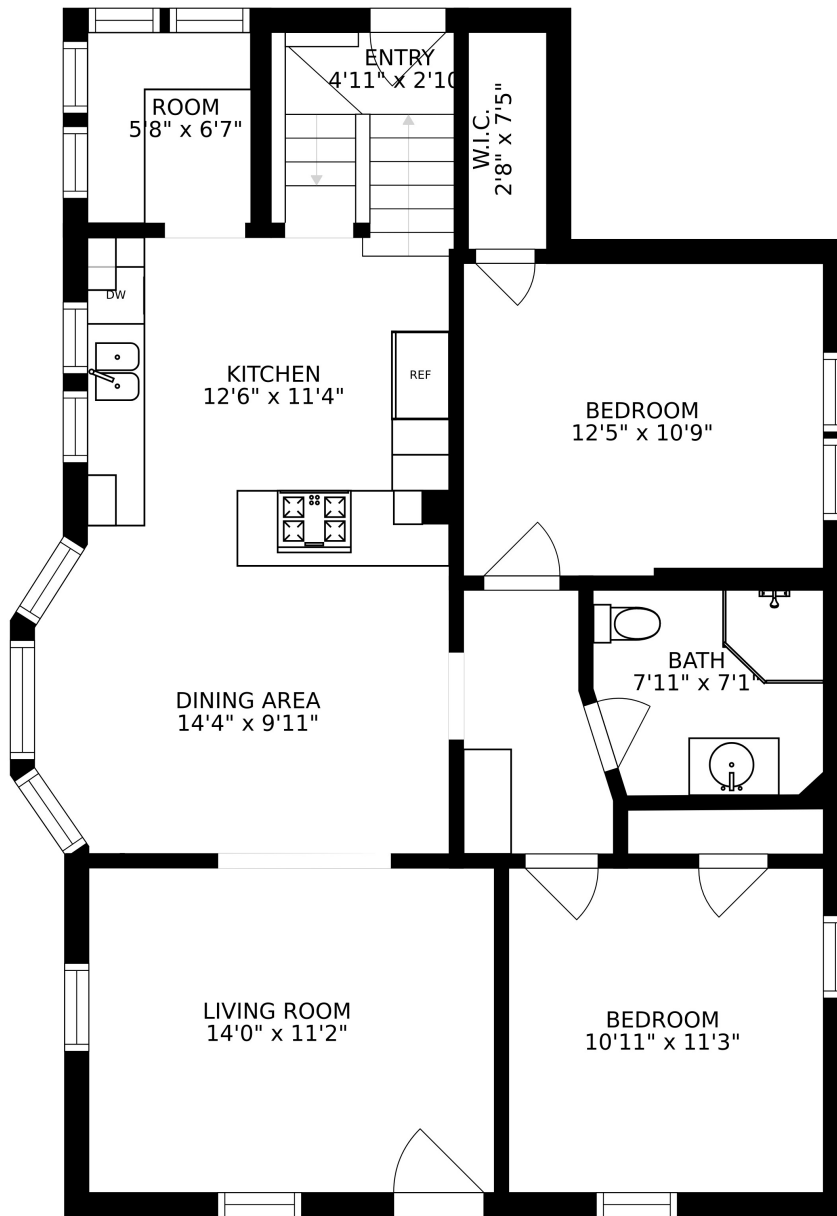 ENTRY
4'11" x 2'10
ROOM
5'8" x 6'7"
W.I.C.
2'8" x 7'5"
DW
KITCHEN
12'6" x 11'4"
REF
BEDROOM
12'5" x 10'9"
BATH
7'11" x 7'1"
DINING AREA
14'4" x 9'11"
LIVING ROOM
14'0" x 11'2"
BEDROOM
10'11" x 11'3"